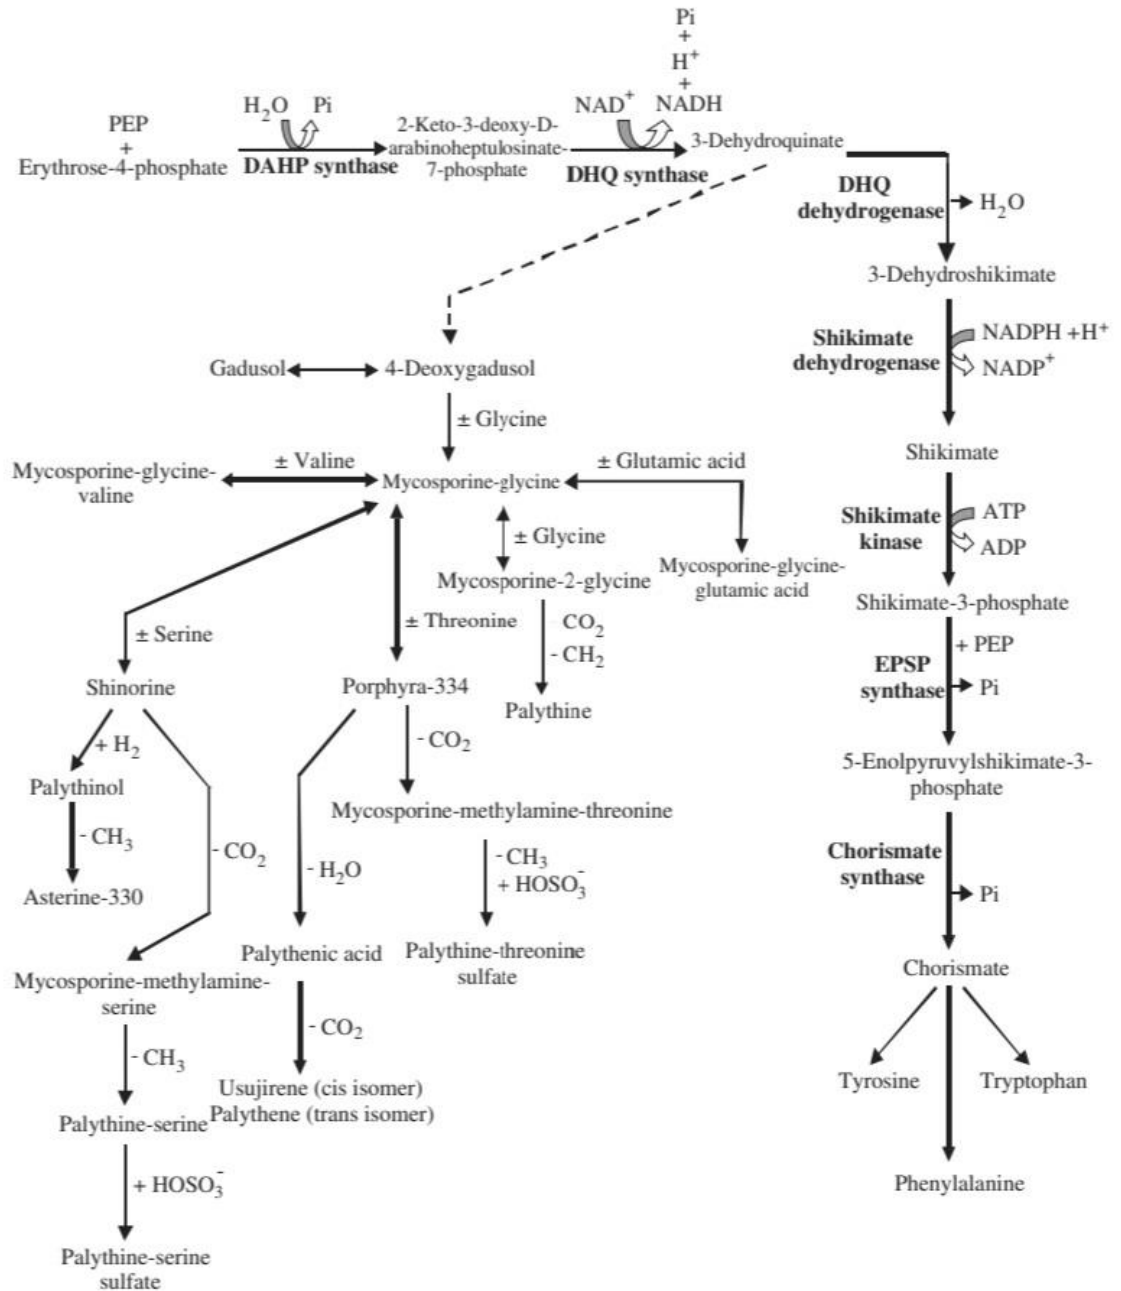 Pi
+
H⁺
+
H₂O Pi NAD⁺ NADH
PEP
+
Erythrose-4-phosphate
DAHP synthase
2-Keto-3-deoxy-D-
arabinoheptulosinate-
7-phosphate
DHQ synthase
3-Dehydroquinate
DHQ
dehydrogenase
H₂O
3-Dehydroshikimate
Shikimate
dehydrogenase
NADPH +H⁺
NADP⁺
Shikimate
Shikimate
kinase
ATP
ADP
Shikimate-3-phosphate
+ PEP
EPSP
synthase
Pi
5-Enolpyruvylshikimate-3-
phosphate
Chorismate
synthase
Pi
Chorismate
Tyrosine
Tryptophan
Phenylalanine
Gadusol
4-Deoxygadusol
± Glycine
Mycosporine-glycine-
valine
± Valine
Mycosporine-glycine
± Glutamic acid
Mycosporine-glycine-
glutamic acid
± Glycine
Mycosporine-2-glycine
CO₂
- CH₂
Palythine
± Serine
Shinorine
+ H₂
Palythinol
- CH₃
Asterine-330
- CO₂
Mycosporine-methylamine-
serine
- CH₃
Palythine-serine
+ HOSO₃⁻
Palythine-serine
sulfate
± Threonine
Porphyra-334
- CO₂
Mycosporine-methylamine-threonine
- CH₃
+ HOSO₃⁻
Palythine-threonine
sulfate
- H₂O
Palythenic acid
- CO₂
Usujirene (cis isomer)
Palythene (trans isomer)